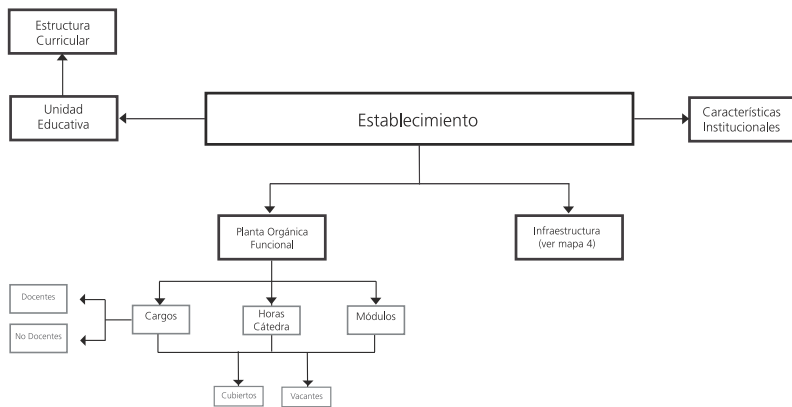 Estructura
Curricular
Unidad
Educativa
Establecimiento
Características
Institucionales
Planta Orgánica
Funcional
Infraestructura
(ver mapa 4)
Docentes
No Docentes
Cargos
Horas
Cátedra
Módulos
Cubiertos
Vacantes